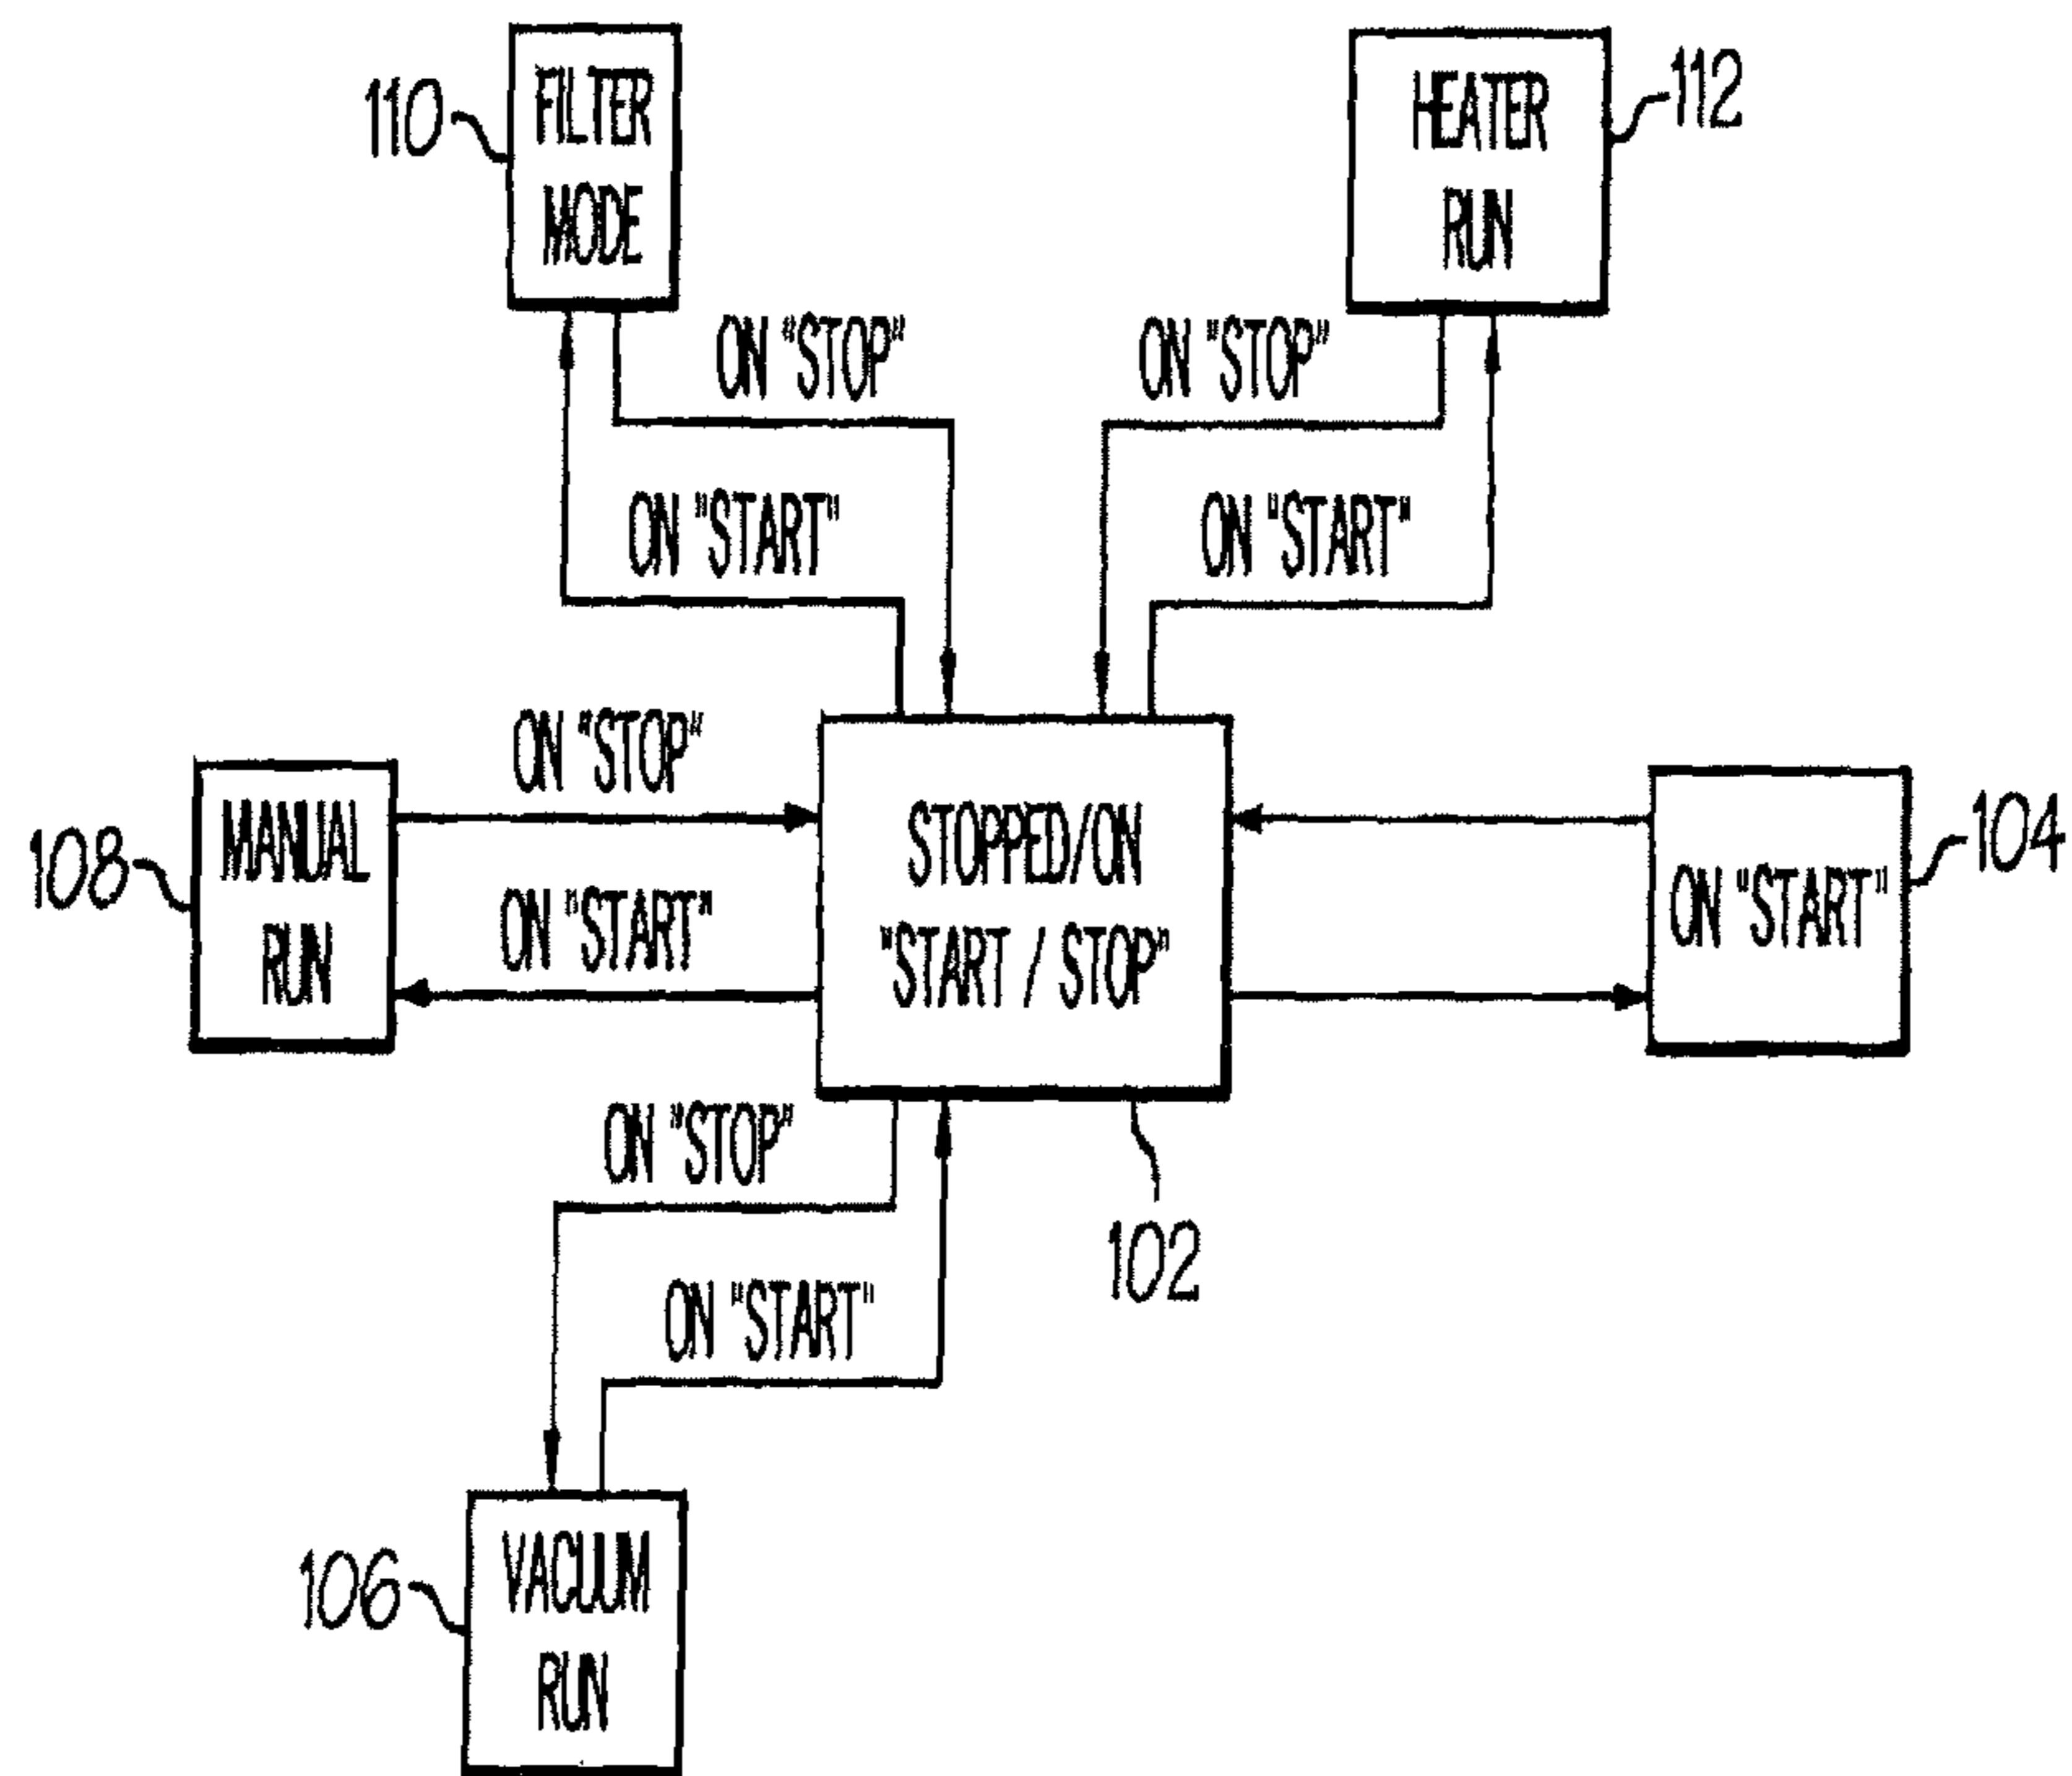 110
FILTER
MODE
HEATER
RUN
112
ON "STOP"
ON "STOP"
ON "START"
ON "START"
108
MANUAL
RUN
ON "STOP"
ON "START"
STOPPED/ON
"START / STOP"
ON "START"
104
ON "STOP"
ON "START"
102
106
VACUUM
RUN